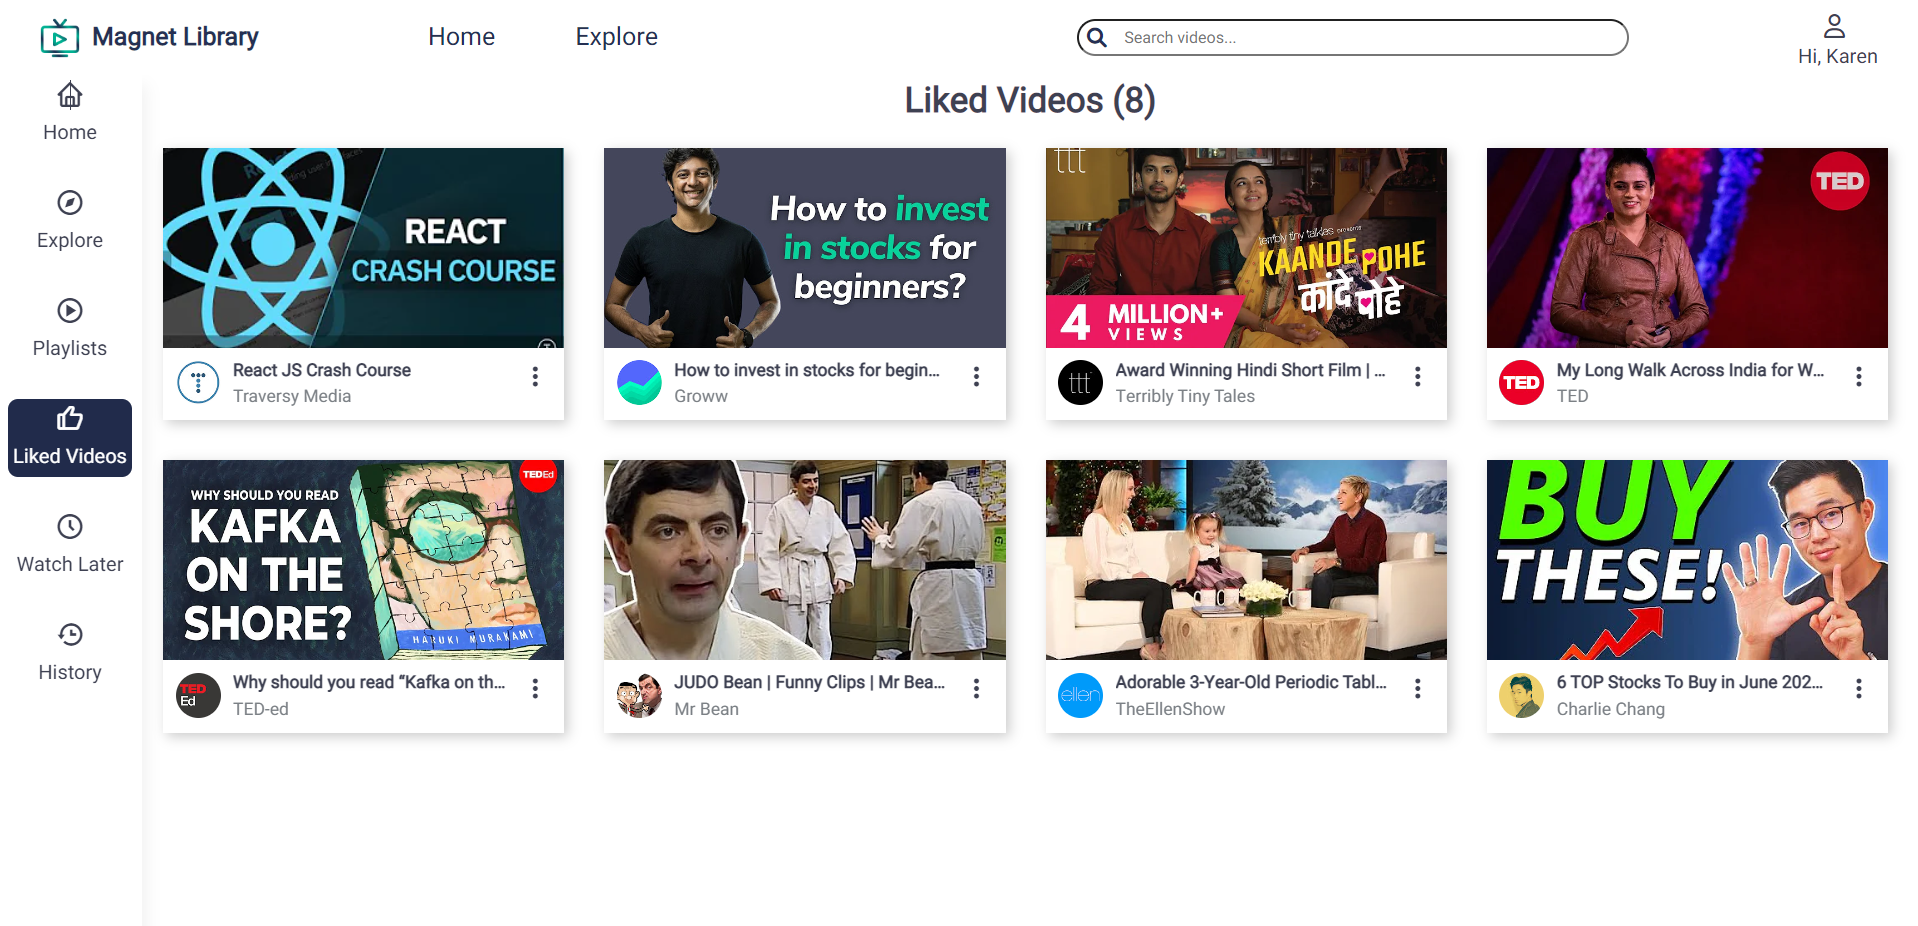 Magnet Library
Home
Explore
Search videos...
Hi, Karen
Home
Explore
Playlists
Liked Videos
Watch Later
History
Liked Videos (8)
REACT
CRASH COURSE
React JS Crash Course
Traversy Media
How to invest
in stocks for
beginners?
How to invest in stocks for begin...
Groww
ttt
terribly tiny talkies presents
KAANDE POHE
कांदे पोहे
4 MILLION+
VIEWS
ttt
Award Winning Hindi Short Film | ...
Terribly Tiny Tales
TED
TED
My Long Walk Across India for W...
TED
TEDEd
WHY SHOULD YOU READ
KAFKA
ON THE
SHORE?
HARUKI MURAKAMI
TED
Ed
Why should you read “Kafka on th...
TED-ed
JUDO Bean | Funny Clips | Mr Bea...
Mr Bean
ellen
Adorable 3-Year-Old Periodic Tabl...
TheEllenShow
BUY
THESE!
6 TOP Stocks To Buy in June 202...
Charlie Chang